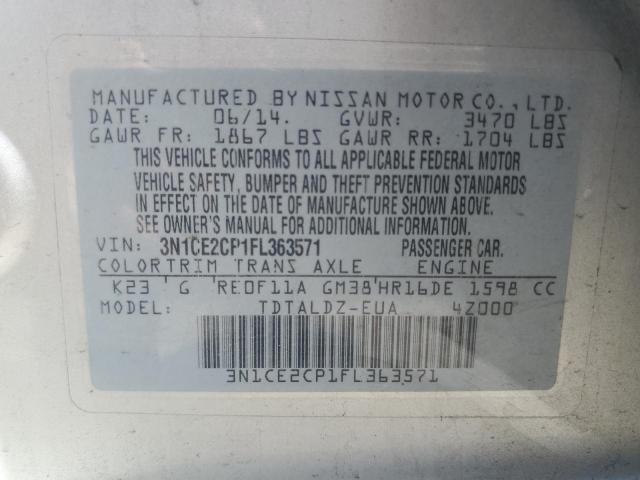 MANUFACTURED BY NISSAN MOTOR CO., LTD.
DATE: 06/14. GVWR: 3470 LBS
GAWR FR: 1867 LBS GAWR RR: 1704 LBS
THIS VEHICLE CONFORMS TO ALL APPLICABLE FEDERAL MOTOR
VEHICLE SAFETY, BUMPER AND THEFT PREVENTION STANDARDS
IN EFFECT ON THE DATE OF MANUFACTURE SHOWN ABOVE.
SEE OWNER'S MANUAL FOR ADDITIONAL INFORMATION.
VIN: 3N1CE2CP1FL363571 PASSENGER CAR.
COLOR TRIM TRANS AXLE ENGINE
K23 G RE0F11A GM38 HR16DE 1598 CC
MODEL: TDTALDZ-EUA 4Z000
3N1CE2CP1FL363571